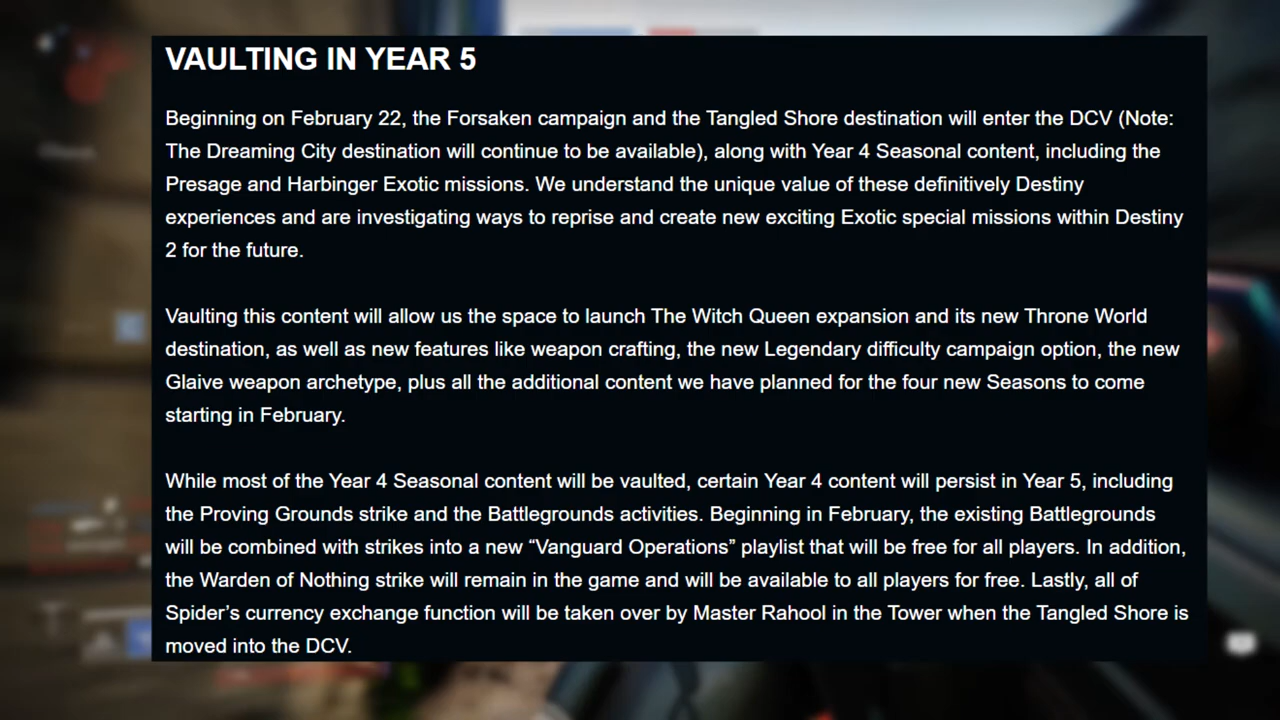 VAULTING IN YEAR 5
Beginning on February 22, the Forsaken campaign and the Tangled Shore destination will enter the DCV (Note:
The Dreaming City destination will continue to be available), along with Year 4 Seasonal content, including the
Presage and Harbinger Exotic missions. We understand the unique value of these definitively Destiny
experiences and are investigating ways to reprise and create new exciting Exotic special missions within Destiny
2 for the future.
Vaulting this content will allow us the space to launch The Witch Queen expansion and its new Throne World
destination, as well as new features like weapon crafting, the new Legendary difficulty campaign option, the new
Glaive weapon archetype, plus all the additional content we have planned for the four new Seasons to come
starting in February.
While most of the Year 4 Seasonal content will be vaulted, certain Year 4 content will persist in Year 5, including
the Proving Grounds strike and the Battlegrounds activities. Beginning in February, the existing Battlegrounds
will be combined with strikes into a new “Vanguard Operations” playlist that will be free for all players. In addition,
the Warden of Nothing strike will remain in the game and will be available to all players for free. Lastly, all of
Spider’s currency exchange function will be taken over by Master Rahool in the Tower when the Tangled Shore is
moved into the DCV.